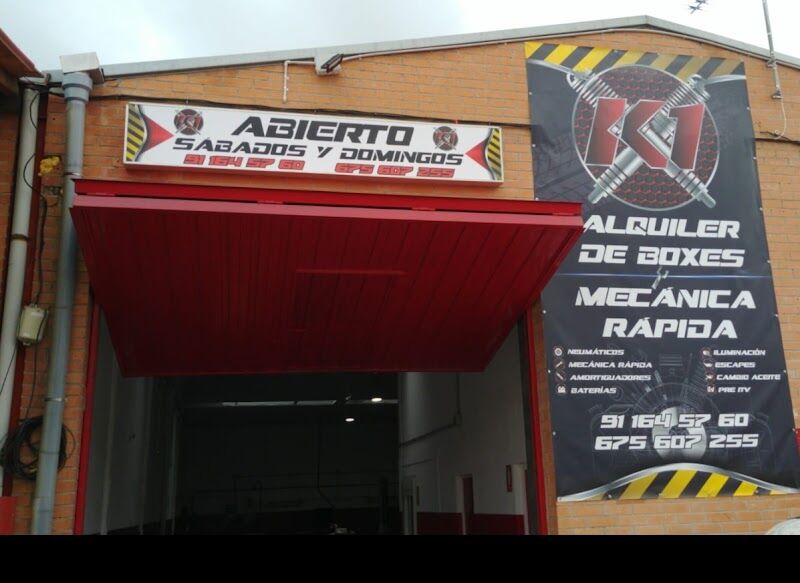 ABIERTO
SABADOS Y DOMINGOS
91 164 57 60 675 607 255
K1
ALQUILER
DE BOXES
MECÁNICA
RÁPIDA
NEUMÁTICOS
MECÁNICA RÁPIDA
AMORTIGUADORES
BATERÍAS
ILUMINACIÓN
ESCAPES
CAMBIO ACEITE
PRE ITV
91 164 57 60
675 607 255